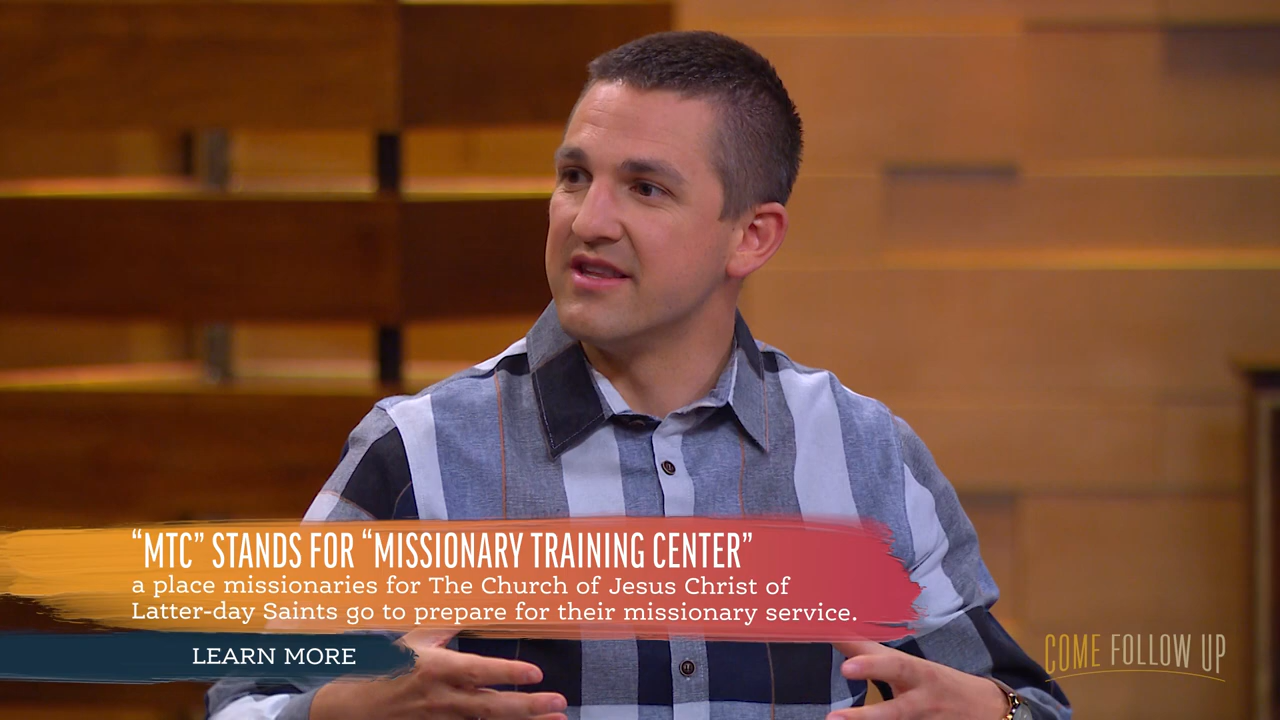 “MTC” STANDS FOR “MISSIONARY TRAINING CENTER”
a place missionaries for The Church of Jesus Christ of
Latter-day Saints go to prepare for their missionary service.
LEARN MORE
COME FOLLOW UP